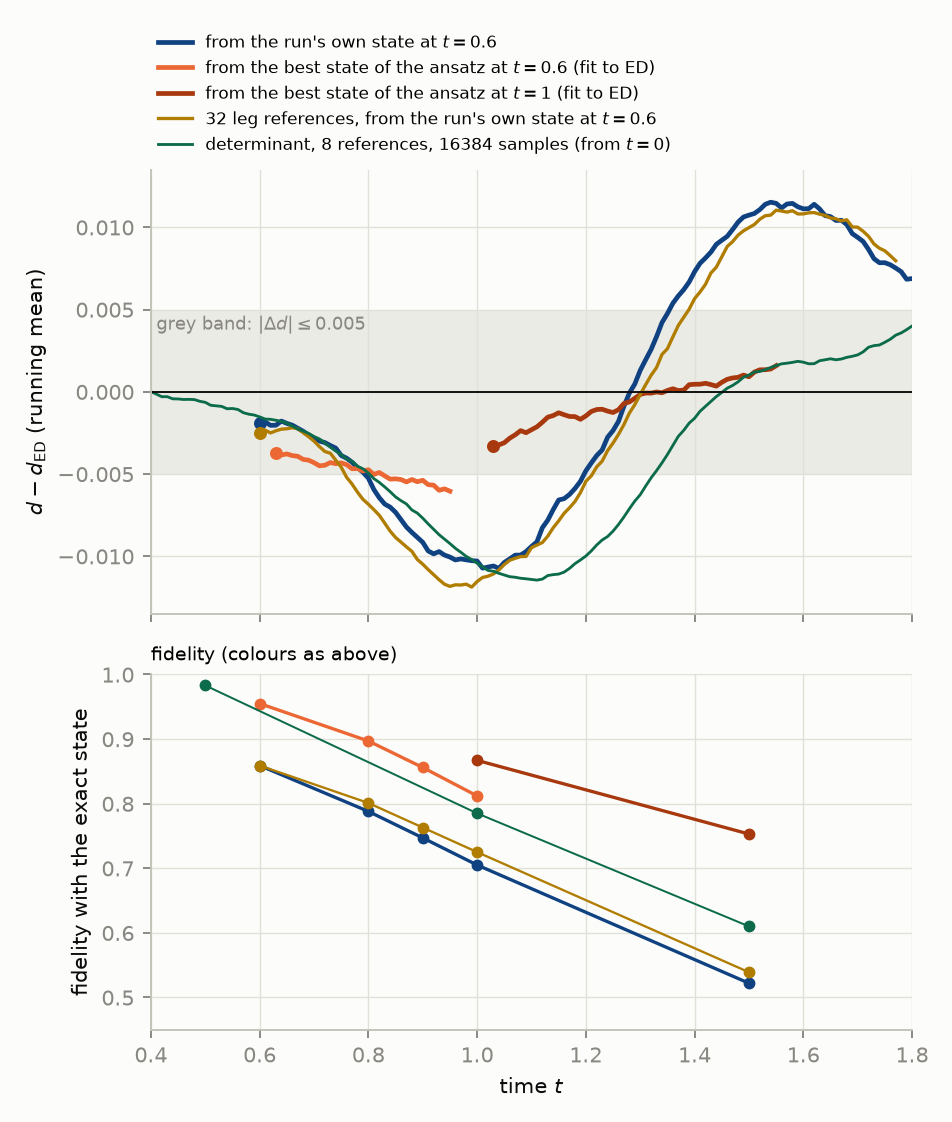 from the run's own state at t = 0.6
from the best state of the ansatz at t = 0.6 (fit to ED)
from the best state of the ansatz at t = 1 (fit to ED)
32 leg references, from the run's own state at t = 0.6
determinant, 8 references, 16384 samples (from t = 0)
d − d_ED (running mean)
0.010
0.005
0.000
−0.005
−0.010
grey band: |Δd| ≤ 0.005
fidelity (colours as above)
fidelity with the exact state
1.0
0.9
0.8
0.7
0.6
0.5
0.4 0.6 0.8 1.0 1.2 1.4 1.6 1.8
time t